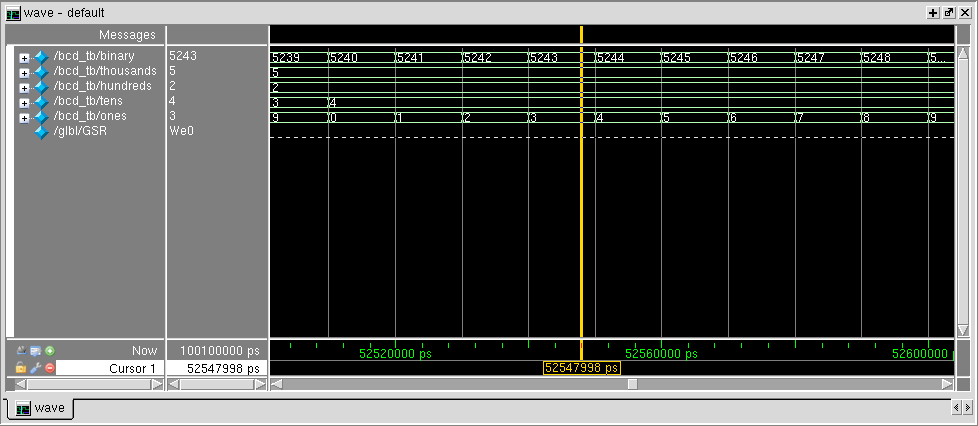 wave - default
Messages
/bcd_tb/binary 5243 5239 5240 5241 5242 5243 5244 5245 5246 5247 5248 5...
/bcd_tb/thousands 5 5
/bcd_tb/hundreds 2 2
/bcd_tb/tens 4 3 4
/bcd_tb/ones 3 9 0 1 2 3 4 5 6 7 8 9
/glbl/GSR We0
Now 100100000 ps 52520000 ps 52560000 ps 52600000
Cursor 1 52547998 ps 52547998 ps
wave